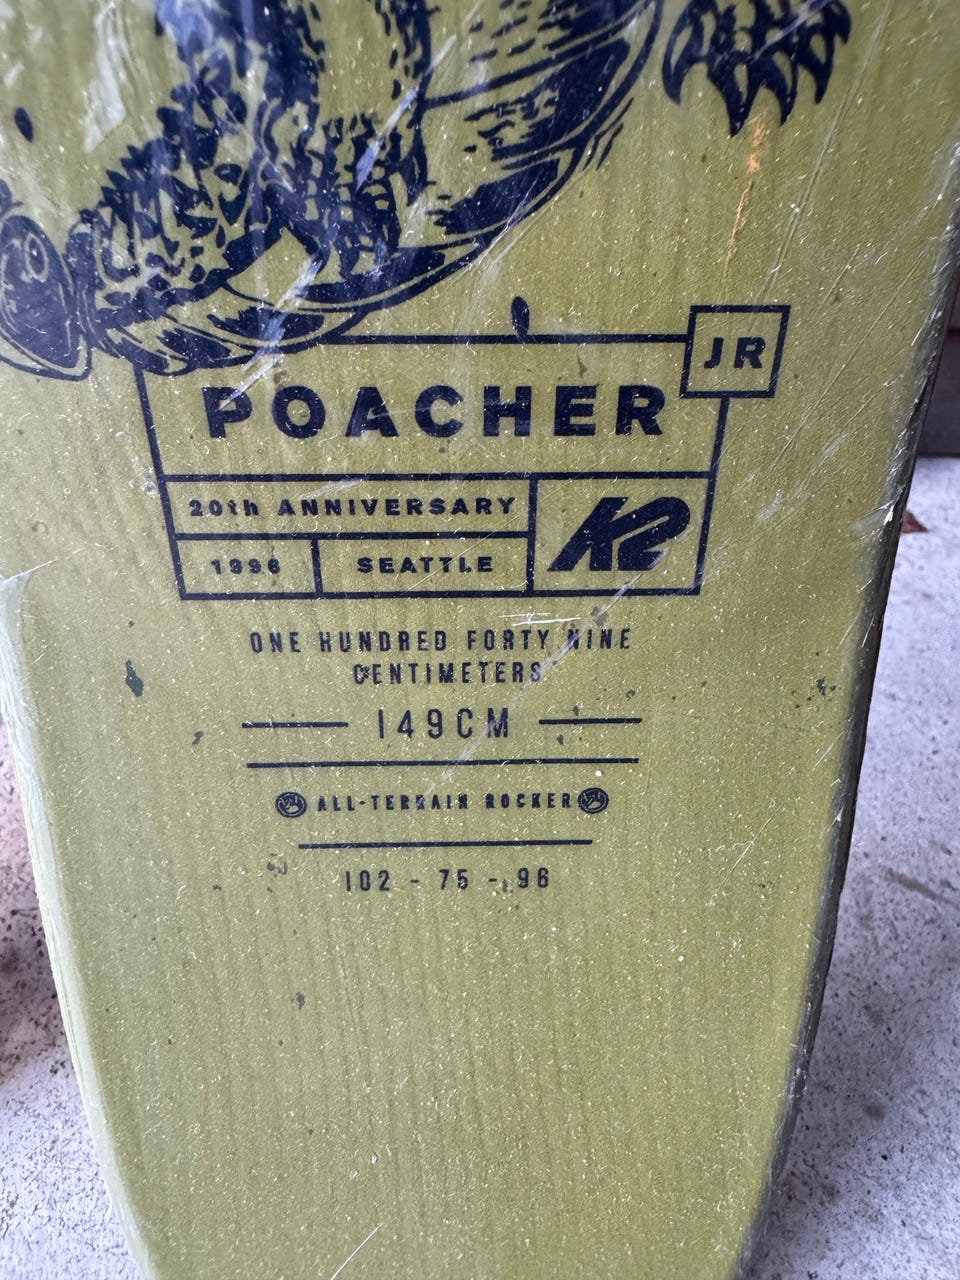 JR
POACHER
20th ANNIVERSARY
K2
1996
SEATTLE
ONE HUNDRED FORTY NINE
CENTIMETERS
149CM
ALL-TERRAIN ROCKER
102 - 75 - 96